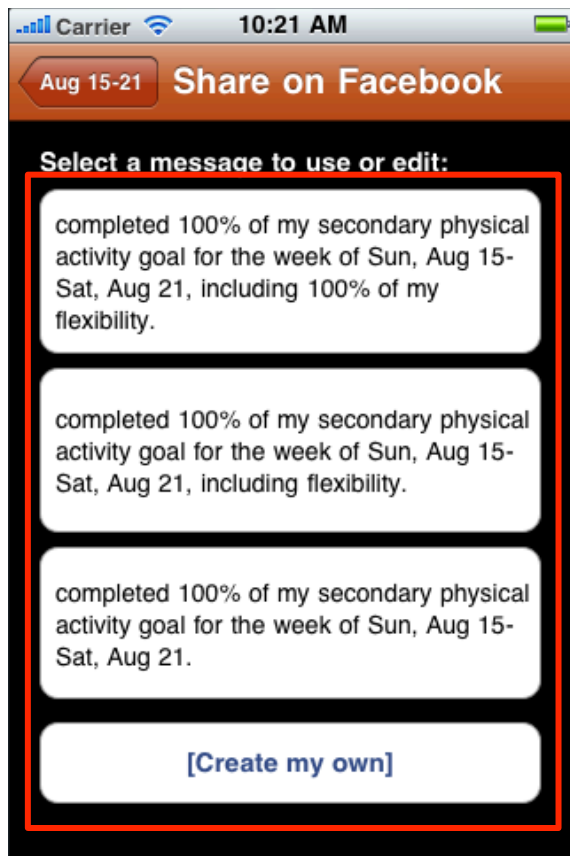 Carrier 10:21 AM
Aug 15-21 Share on Facebook
Select a message to use or edit:
completed 100% of my secondary physical
activity goal for the week of Sun, Aug 15-
Sat, Aug 21, including 100% of my
flexibility.
completed 100% of my secondary physical
activity goal for the week of Sun, Aug 15-
Sat, Aug 21, including flexibility.
completed 100% of my secondary physical
activity goal for the week of Sun, Aug 15-
Sat, Aug 21.
[Create my own]